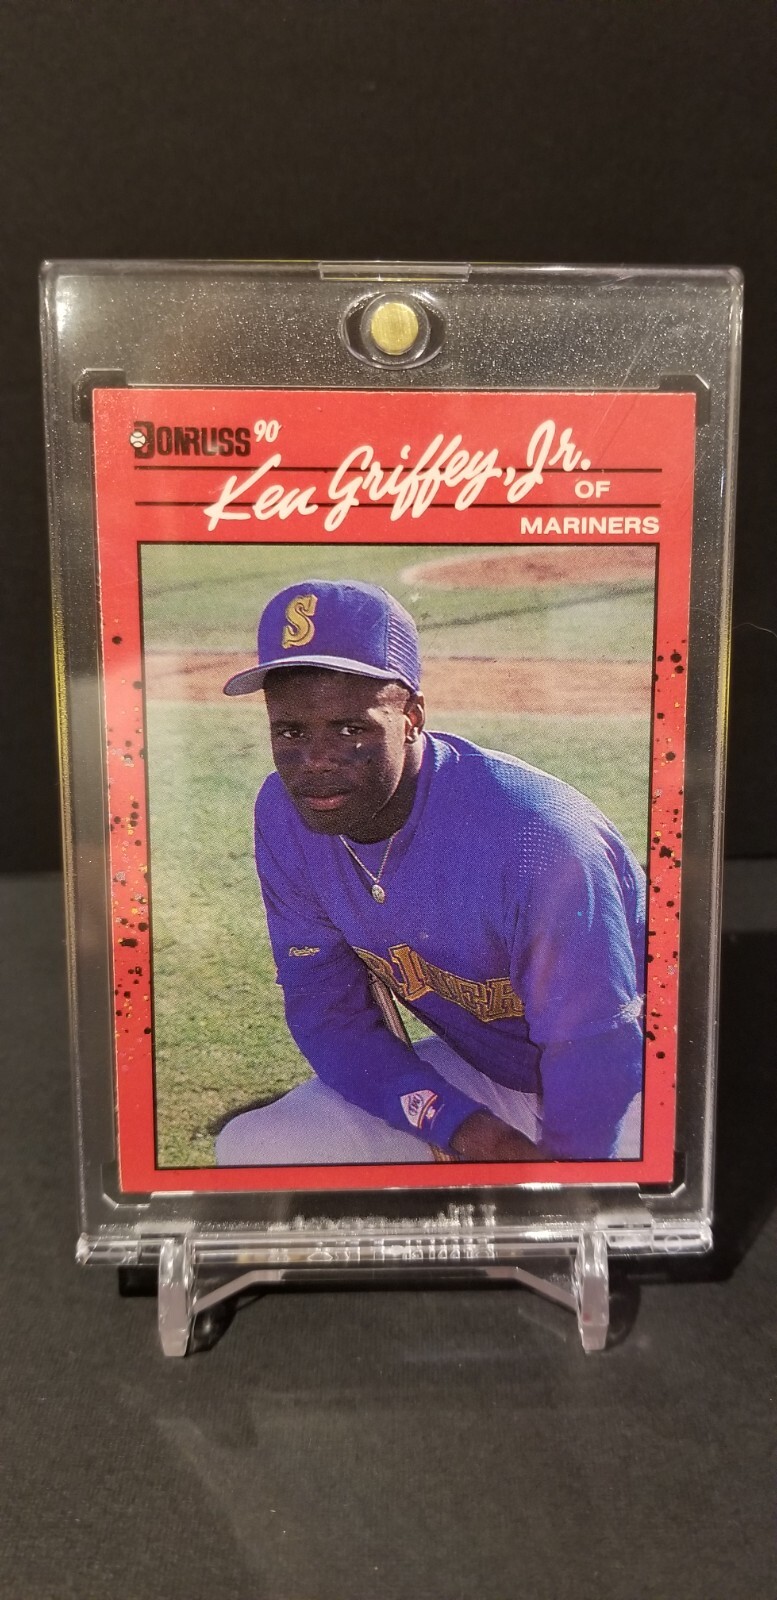 DONRUSS 90
Ken Griffey, Jr.
OF
MARINERS
S